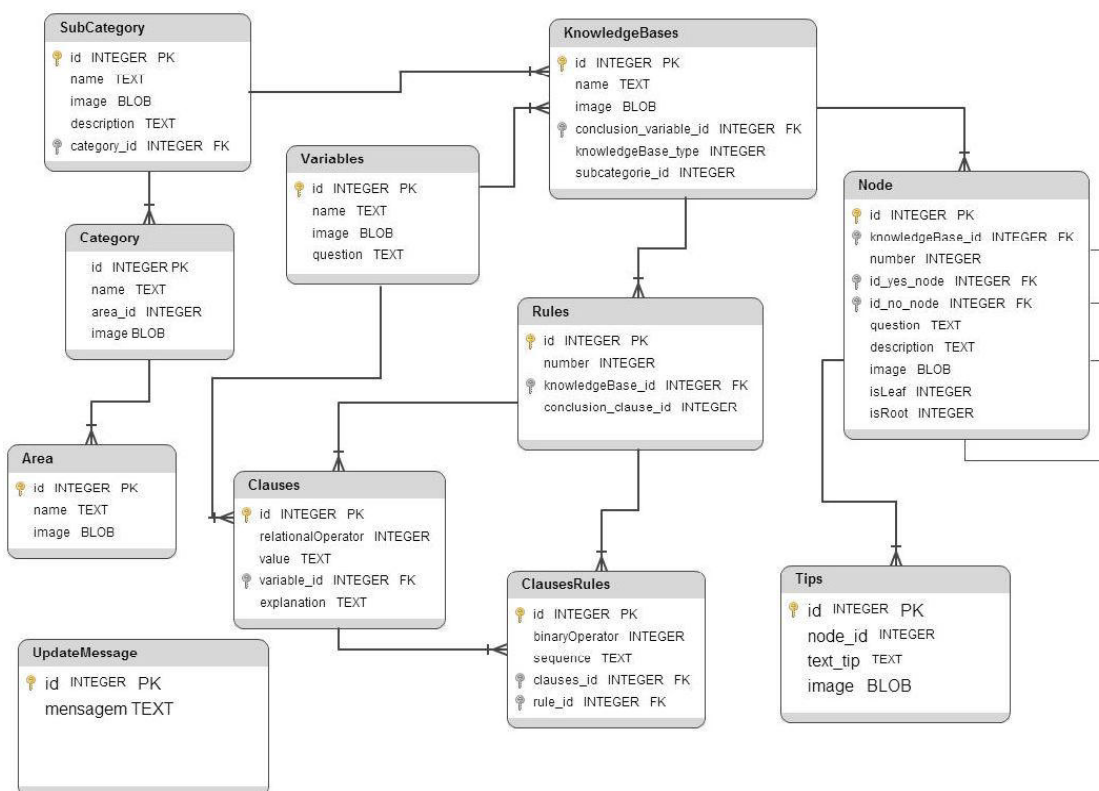 SubCategory
id INTEGER PK
name TEXT
image BLOB
description TEXT
category_id INTEGER FK
KnowledgeBases
id INTEGER PK
name TEXT
image BLOB
conclusion_variable_id INTEGER FK
knowledgeBase_type INTEGER
subcategorie_id INTEGER
Variables
id INTEGER PK
name TEXT
image BLOB
question TEXT
Node
id INTEGER PK
knowledgeBase_id INTEGER FK
number INTEGER
id_yes_node INTEGER FK
id_no_node INTEGER FK
question TEXT
description TEXT
image BLOB
isLeaf INTEGER
isRoot INTEGER
Category
id INTEGER PK
name TEXT
area_id INTEGER
image BLOB
Rules
id INTEGER PK
number INTEGER
knowledgeBase_id INTEGER FK
conclusion_clause_id INTEGER
Area
id INTEGER PK
name TEXT
image BLOB
Clauses
id INTEGER PK
relationalOperator INTEGER
value TEXT
variable_id INTEGER FK
explanation TEXT
ClausesRules
id INTEGER PK
binaryOperator INTEGER
sequence TEXT
clauses_id INTEGER FK
rule_id INTEGER FK
Tips
id INTEGER PK
node_id INTEGER
text_tip TEXT
image BLOB
UpdateMessage
id INTEGER PK
mensagem TEXT